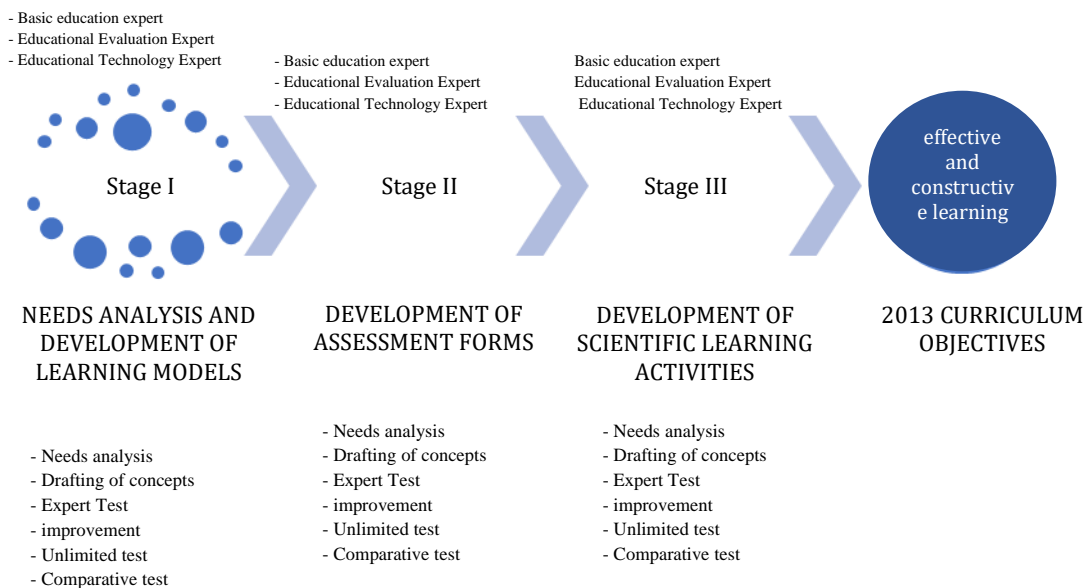 - Basic education expert
- Educational Evaluation Expert
- Educational Technology Expert
Stage I
NEEDS ANALYSIS AND
DEVELOPMENT OF
LEARNING MODELS
- Needs analysis
- Drafting of concepts
- Expert Test
- improvement
- Unlimited test
- Comparative test
- Basic education expert
- Educational Evaluation Expert
- Educational Technology Expert
Stage II
DEVELOPMENT OF
ASSESSMENT FORMS
- Needs analysis
- Drafting of concepts
- Expert Test
- improvement
- Unlimited test
- Comparative test
Basic education expert
Educational Evaluation Expert
Educational Technology Expert
Stage III
DEVELOPMENT OF
SCIENTIFIC LEARNING
ACTIVITIES
- Needs analysis
- Drafting of concepts
- Expert Test
- improvement
- Unlimited test
- Comparative test
effective
and
constructiv
e learning
2013 CURRICULUM
OBJECTIVES